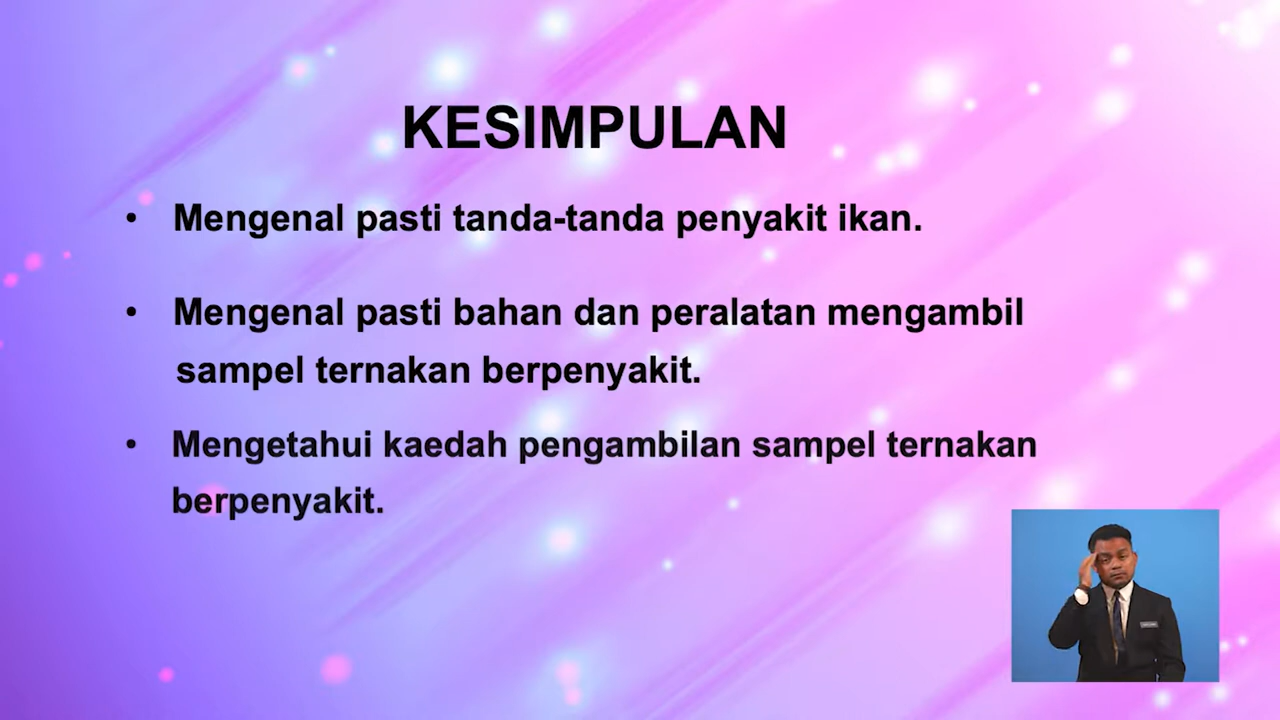 KESIMPULAN
• Mengenal pasti tanda-tanda penyakit ikan.
• Mengenal pasti bahan dan peralatan mengambil
sampel ternakan berpenyakit.
• Mengetahui kaedah pengambilan sampel ternakan
berpenyakit.